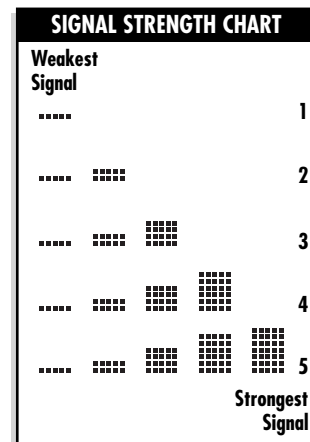 SIGNAL STRENGTH CHART
Weakest
Signal
1
2
3
4
5
Strongest
Signal